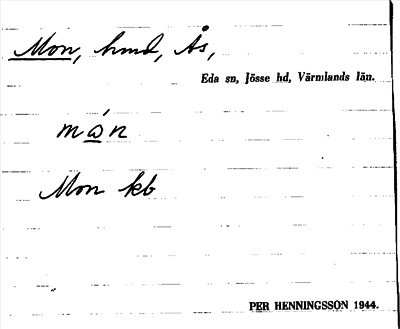 Mon, hmd, Ås,
Eda sn, Jösse hd, Värmlands län.
mån
Mon kb
PER HENNINGSSON 1944.